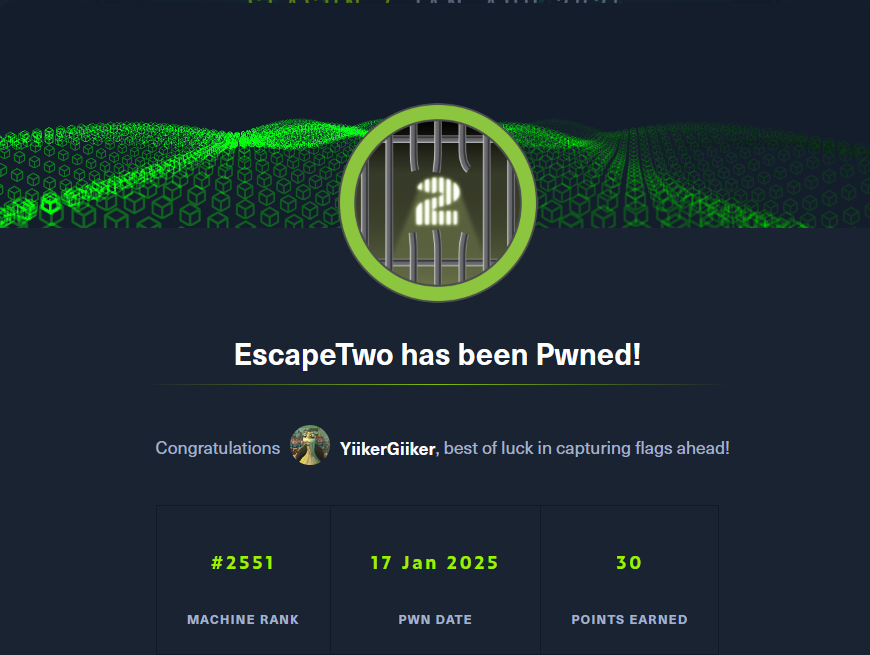 2
EscapeTwo has been Pwned!
Congratulations YiikerGiiker, best of luck in capturing flags ahead!
#2551 17 Jan 2025 30
MACHINE RANK PWN DATE POINTS EARNED